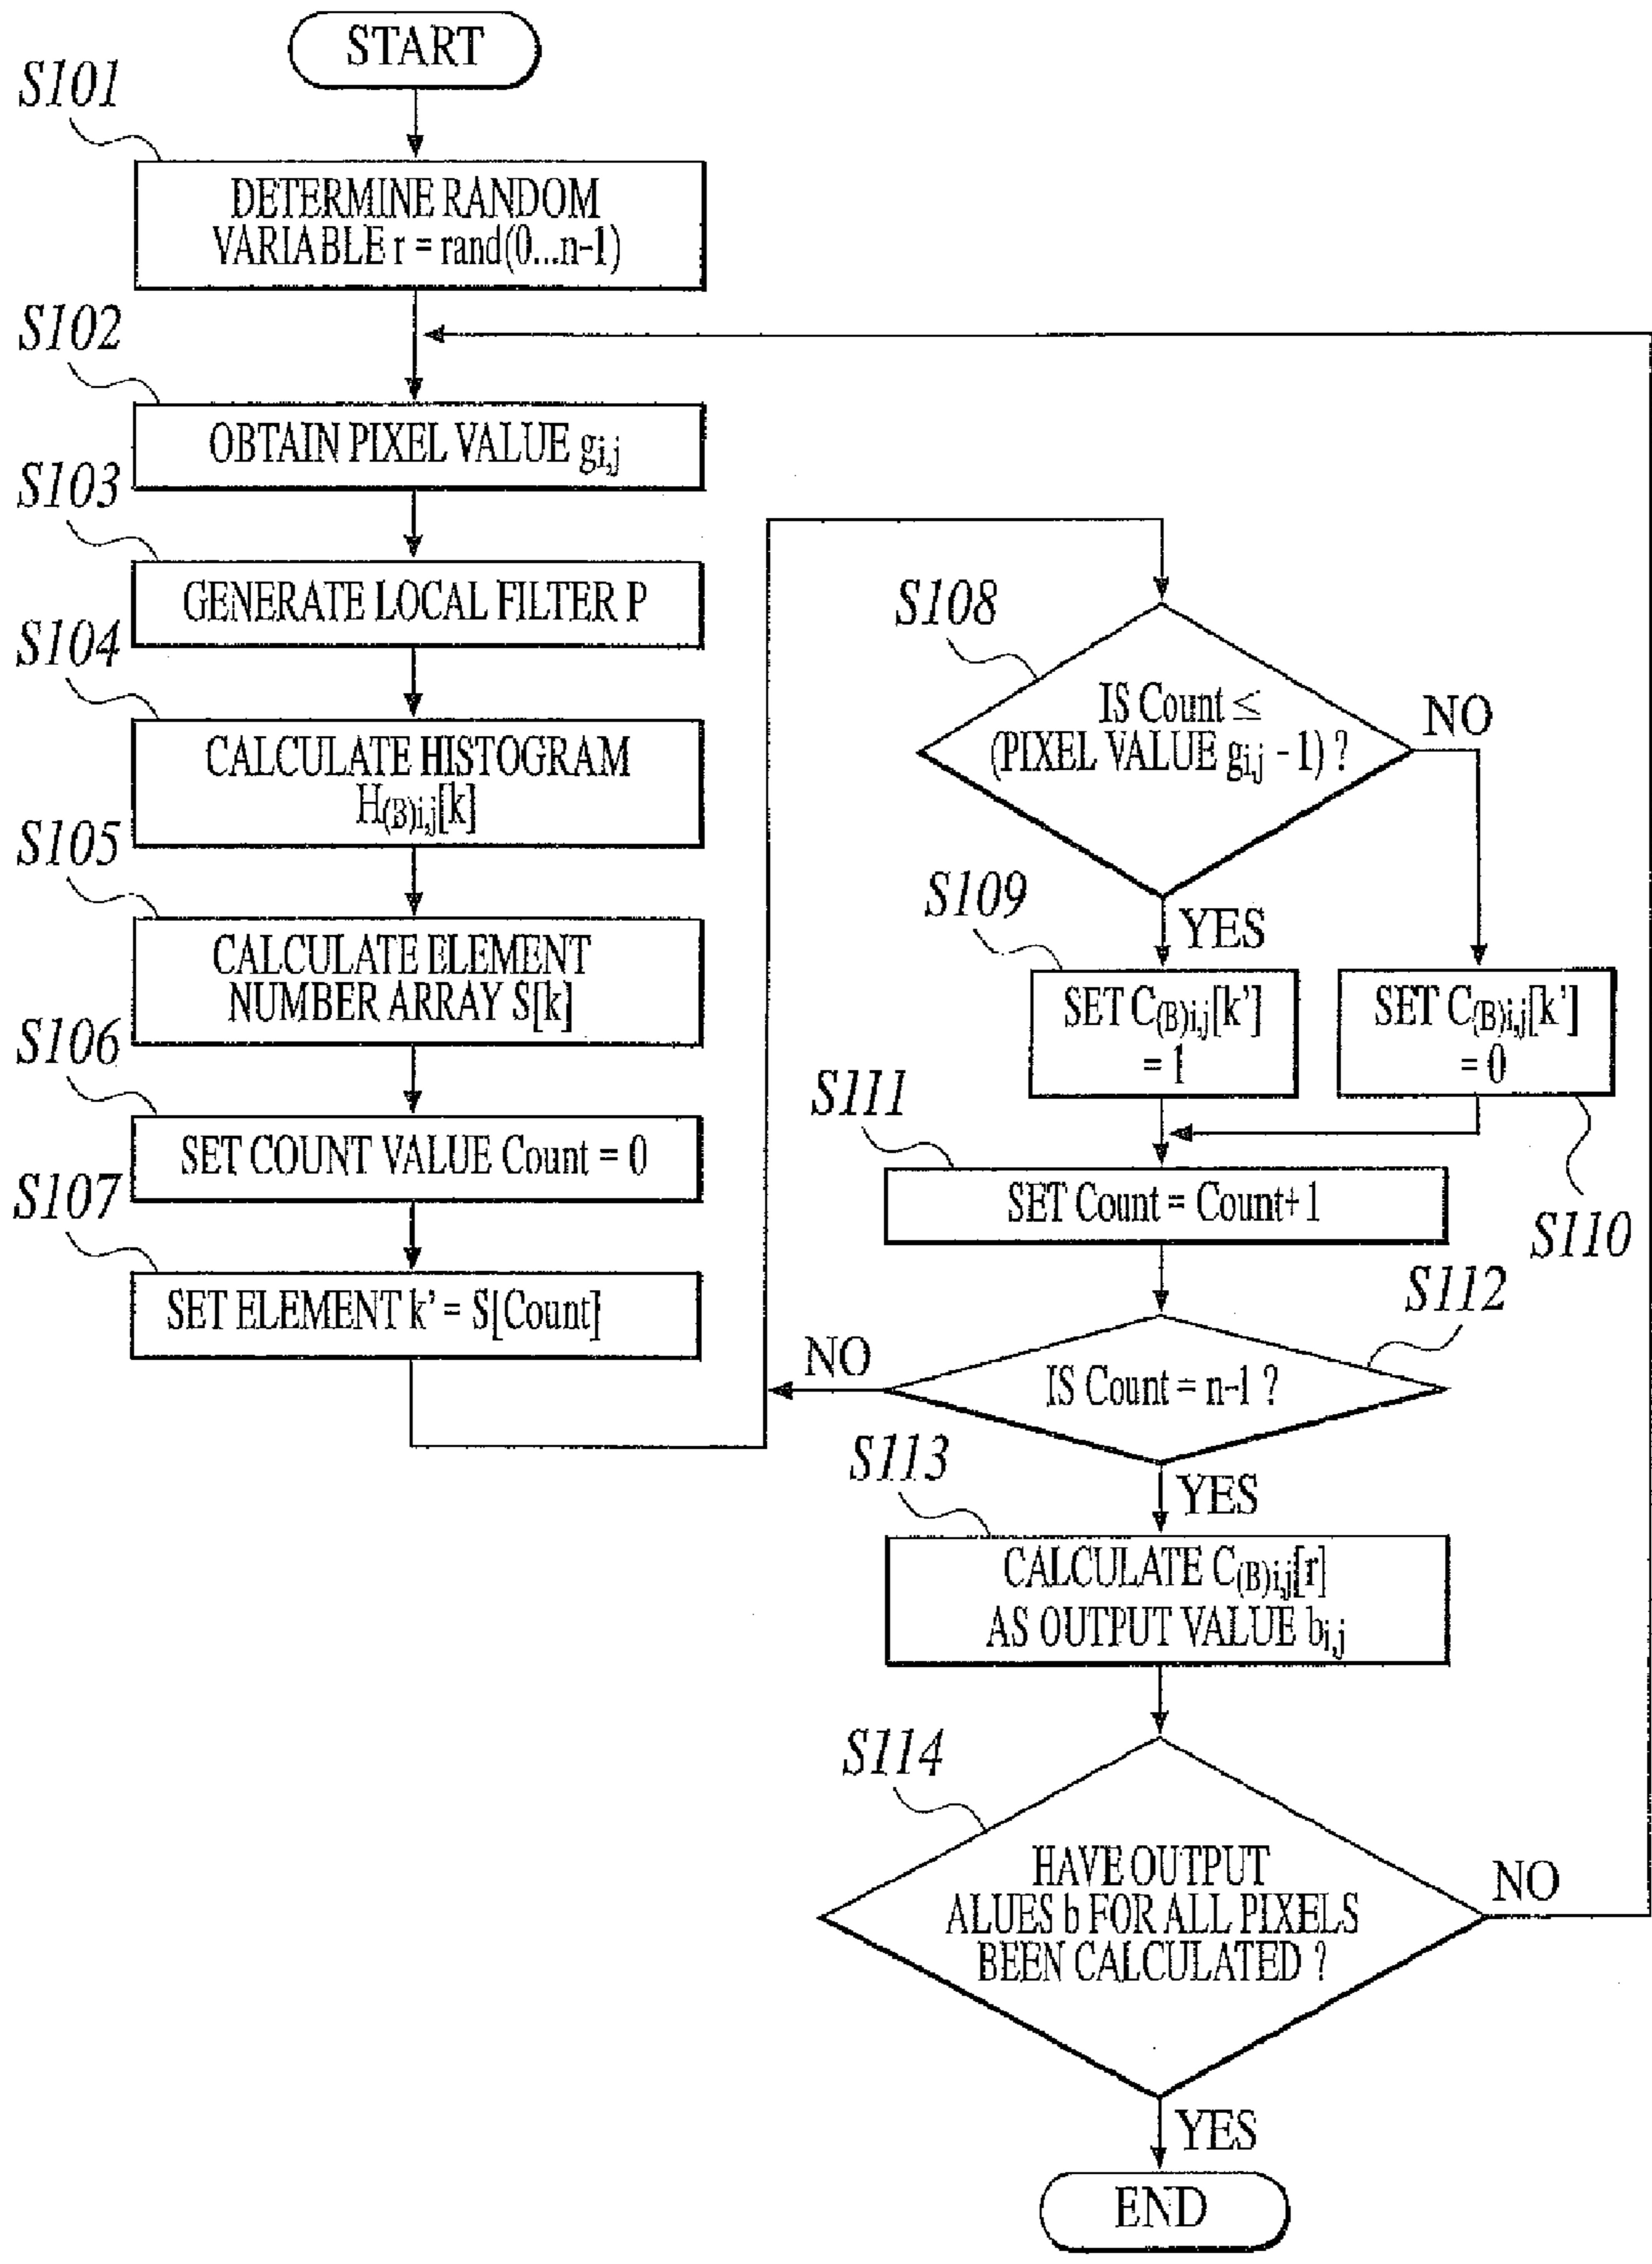 START
S101
DETERMINE RANDOM
VARIABLE r = rand(0...n-1)
S102
OBTAIN PIXEL VALUE gi,j
S103
GENERATE LOCAL FILTER P
S104
CALCULATE HISTOGRAM
H(B)i,j[k]
S105
CALCULATE ELEMENT
NUMBER ARRAY S[k]
S106
SET COUNT VALUE Count = 0
S107
SET ELEMENT k' = S[Count]
S108
IS Count ≤
(PIXEL VALUE gi,j - 1) ?
NO
YES
S109
SET C(B)i,j[k']
= 1
SET C(B)i,j[k']
= 0
S110
S111
SET Count = Count+1
S112
IS Count = n-1 ?
NO
YES
S113
CALCULATE C(B)i,j[r]
AS OUTPUT VALUE bi,j
S114
HAVE OUTPUT
ALUES b FOR ALL PIXELS
BEEN CALCULATED ?
NO
YES
END